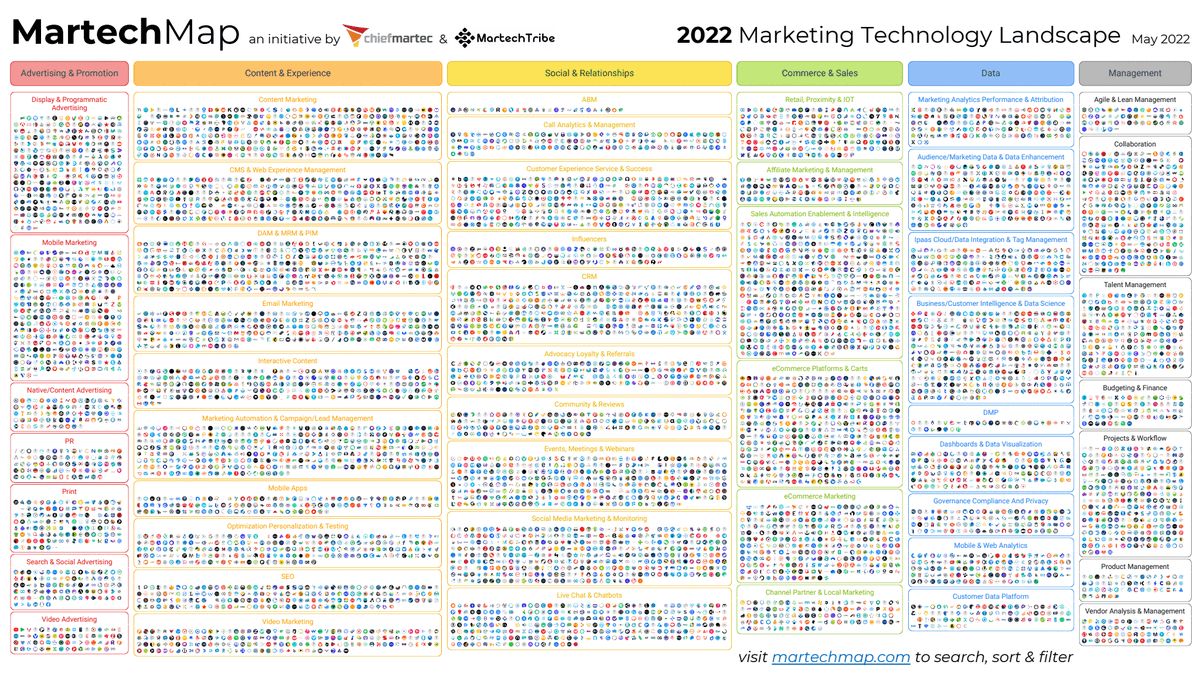 MartechMap an initiative by chiefmartec & MartechTribe
2022 Marketing Technology Landscape May 2022
Advertising & Promotion
Display & Programmatic
Advertising
Mobile Marketing
Native/Content Advertising
PR
Print
Search & Social Advertising
Video Advertising
Content & Experience
Content Marketing
CMS & Web Experience Management
DAM & MRM & PIM
Email Marketing
Interactive Content
Marketing Automation & Campaign/Lead Management
Mobile Apps
Optimization Personalization & Testing
SEO
Video Marketing
Social & Relationships
ABM
Call Analytics & Management
Customer Experience Service & Success
Influencers
CRM
Advocacy Loyalty & Referrals
Community & Reviews
Events, Meetings & Webinars
Social Media Marketing & Monitoring
Live Chat & Chatbots
Commerce & Sales
Retail, Proximity & IOT
Affiliate Marketing & Management
Sales Automation Enablement & Intelligence
eCommerce Platforms & Carts
eCommerce Marketing
Channel Partner & Local Marketing
Data
Marketing Analytics Performance & Attribution
Audience/Marketing Data & Data Enhancement
Ipaas Cloud/Data Integration & Tag Management
Business/Customer Intelligence & Data Science
DMP
Dashboards & Data Visualization
Governance Compliance And Privacy
Mobile & Web Analytics
Customer Data Platform
Management
Agile & Lean Management
Collaboration
Talent Management
Budgeting & Finance
Projects & Workflow
Product Management
Vendor Analysis & Management
visit martechmap.com to search, sort & filter